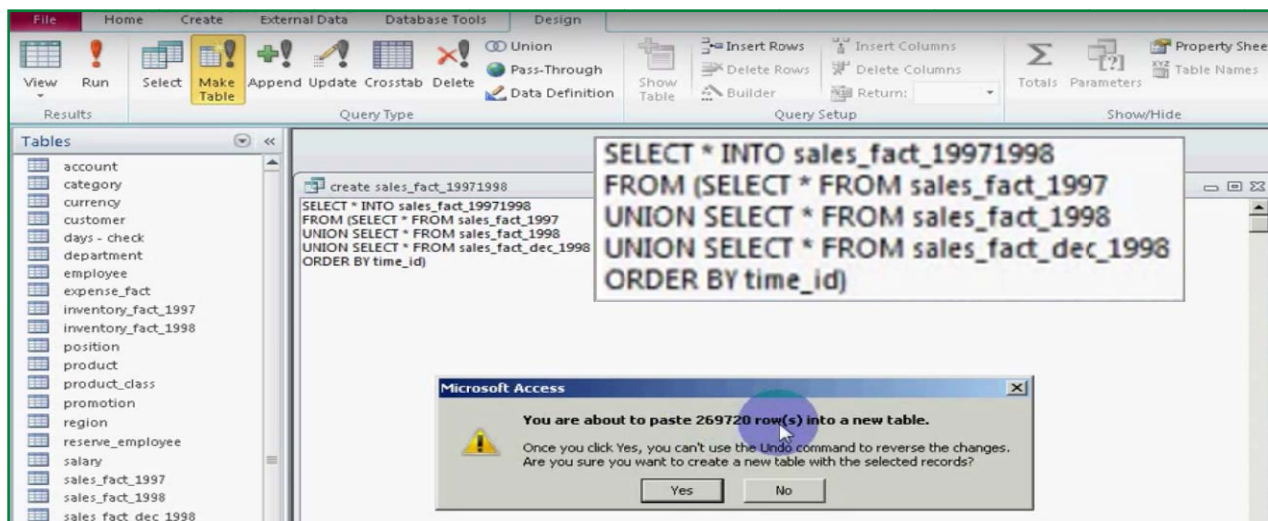 File Home Create External Data Database Tools Design
View Run Select Make Table Append Update Crosstab Delete
Union
Pass-Through
Data Definition
Show Table
Insert Rows
Delete Rows
Builder
Insert Columns
Delete Columns
Return:
Totals Parameters
Property Shee
Table Names
Results Query Type Query Setup Show/Hide
Tables
account
category
currency
customer
days - check
department
employee
expense_fact
inventory_fact_1997
inventory_fact_1998
position
product
product_class
promotion
region
reserve_employee
salary
sales_fact_1997
sales_fact_1998
sales_fact_dec_1998
create sales_fact_19971998
SELECT * INTO sales_fact_19971998
FROM (SELECT * FROM sales_fact_1997
UNION SELECT * FROM sales_fact_1998
UNION SELECT * FROM sales_fact_dec_1998
ORDER BY time_id)
SELECT * INTO sales_fact_19971998
FROM (SELECT * FROM sales_fact_1997
UNION SELECT * FROM sales_fact_1998
UNION SELECT * FROM sales_fact_dec_1998
ORDER BY time_id)
Microsoft Access
You are about to paste 269720 row(s) into a new table.
Once you click Yes, you can't use the Undo command to reverse the changes.
Are you sure you want to create a new table with the selected records?
Yes No